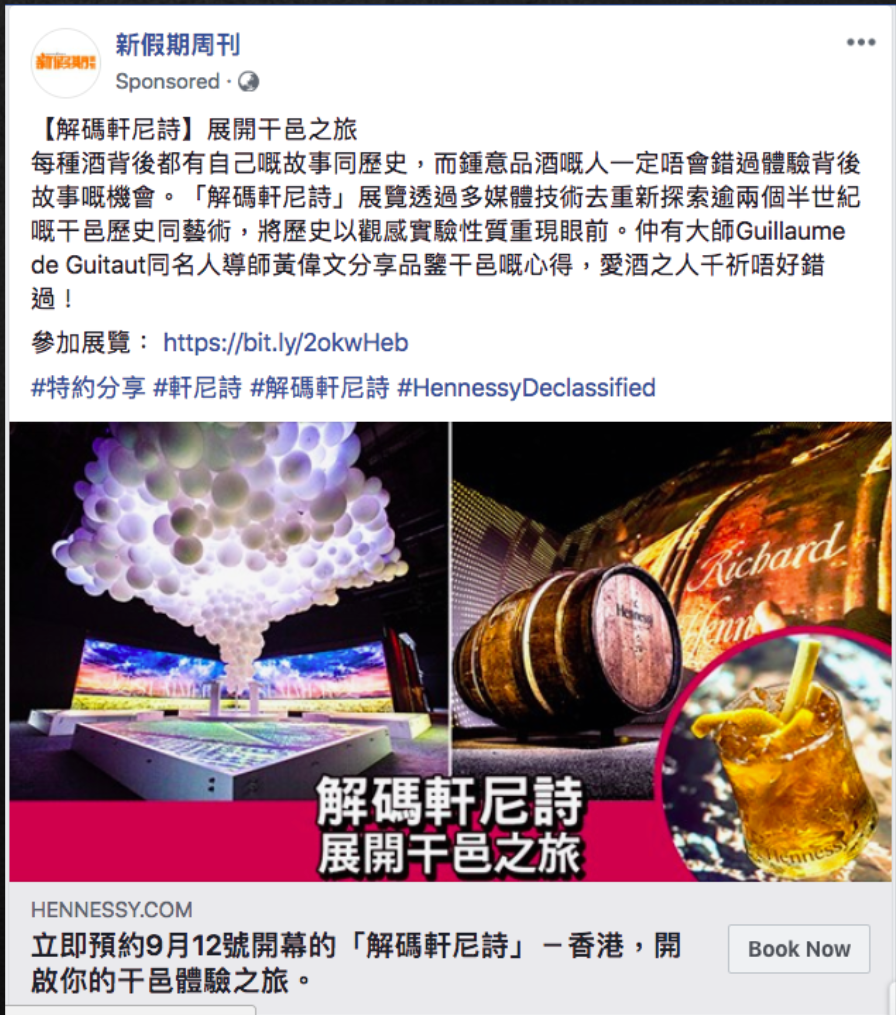 新假期周刊
新假期周刊
Sponsored ·
【解碼軒尼詩】展開干邑之旅
每種酒背後都有自己嘅故事同歷史，而鍾意品酒嘅人一定唔會錯過體驗背後
故事嘅機會。「解碼軒尼詩」展覽透過多媒體技術去重新探索逾兩個半世紀
嘅干邑歷史同藝術，將歷史以觀感實驗性質重現眼前。仲有大師Guillaume
de Guitaut同名人導師黃偉文分享品鑒干邑嘅心得，愛酒之人千祈唔好錯
過！
參加展覽： https://bit.ly/2okwHeb
#特約分享 #軒尼詩 #解碼軒尼詩 #HennessyDeclassified
Richard
Henn
Hennessy
Hennessy
解碼軒尼詩
展開干邑之旅
HENNESSY.COM
立即預約9月12號開幕的「解碼軒尼詩」－香港，開
啟你的干邑體驗之旅。
Book Now